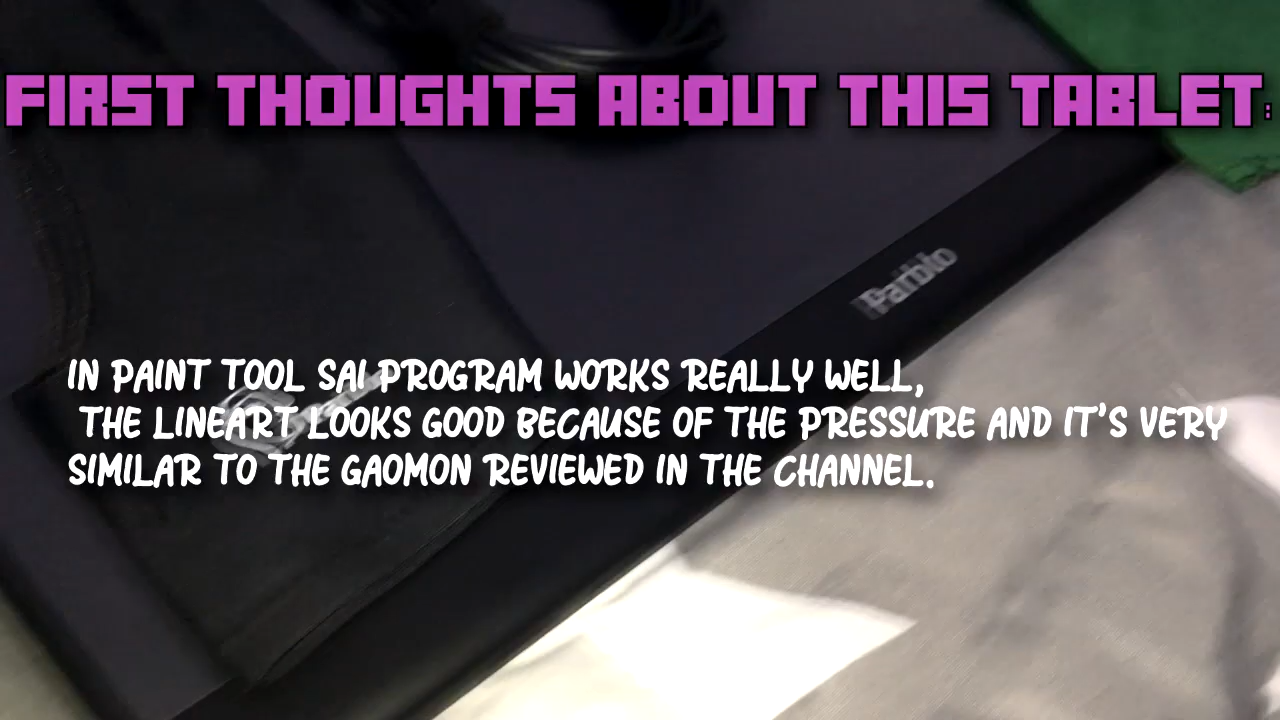 FIRST THOUGHTS ABOUT THIS TABLET:
Parblo
IN PAINT TOOL SAI PROGRAM WORKS REALLY WELL,
THE LINEART LOOKS GOOD BECAUSE OF THE PRESSURE AND IT'S VERY
SIMILAR TO THE GAOMON REVIEWED IN THE CHANNEL.